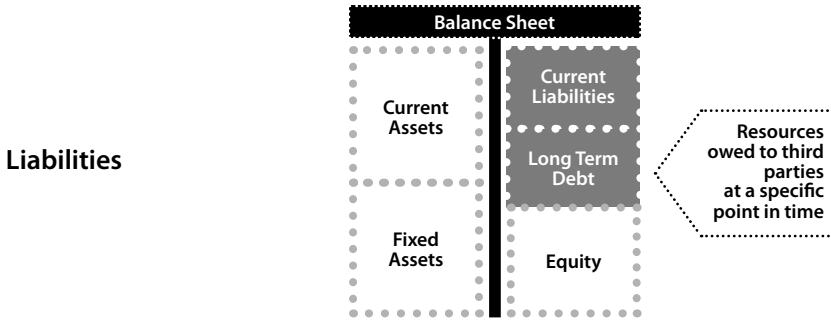 Balance Sheet
Liabilities
Current
Assets
Fixed
Assets
Current
Liabilities
Long Term
Debt
Equity
Resources
owed to third
parties
at a specific
point in time